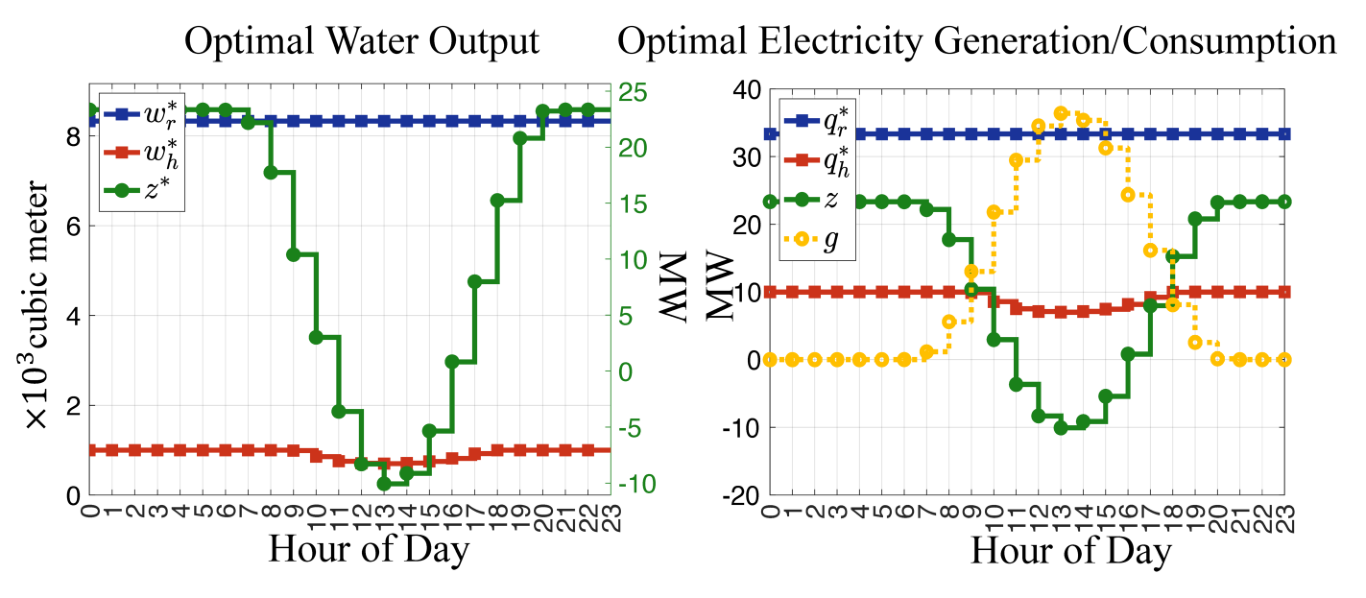 Optimal Water Output
×10³cubic meter
8
6
4
2
0
w*r
w*h
z*
25
20
15
10
5
0
-5
-10
MW
0 1 2 3 4 5 6 7 8 9 10 11 12 13 14 15 16 17 18 19 20 21 22 23
Hour of Day
Optimal Electricity Generation/Consumption
MW
40
30
20
10
0
-10
-20
q*r
q*h
z
g
0 1 2 3 4 5 6 7 8 9 10 11 12 13 14 15 16 17 18 19 20 21 22 23
Hour of Day